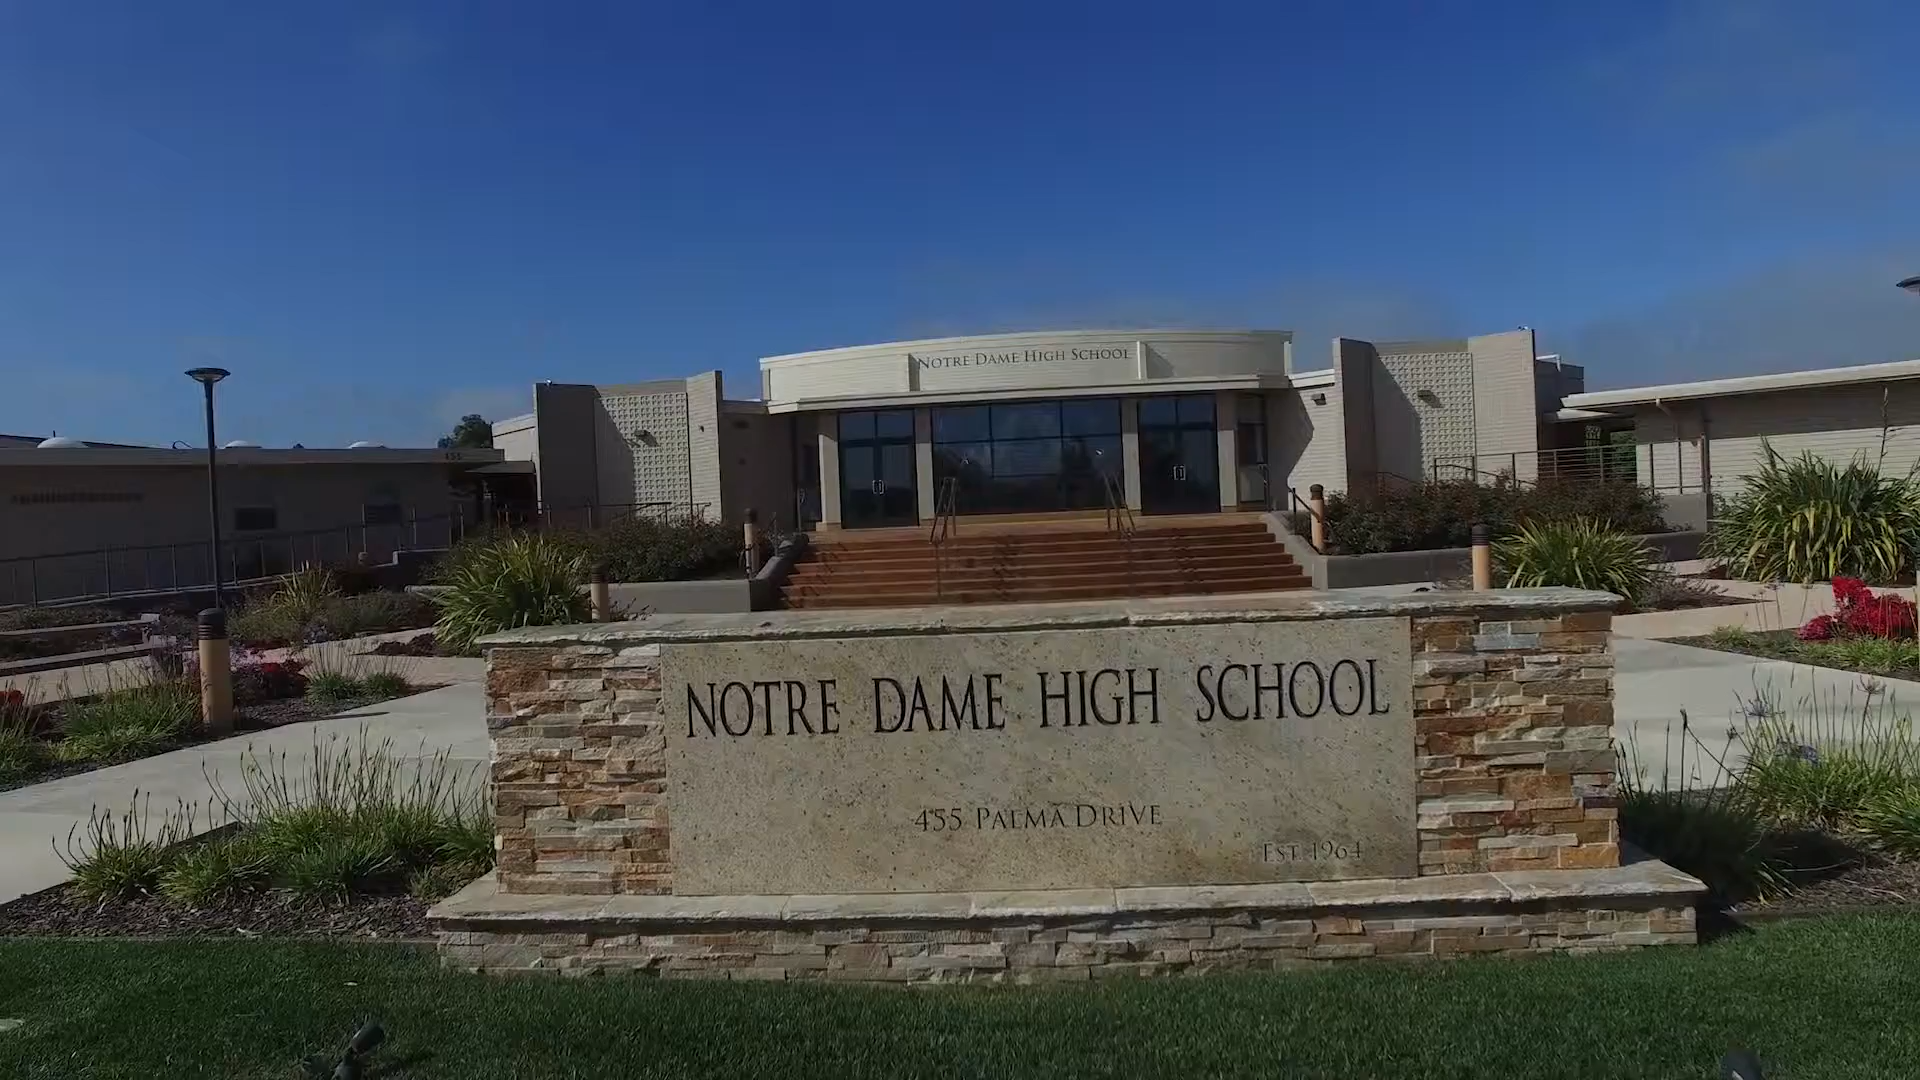 NOTRE DAME HIGH SCHOOL
NOTRE DAME HIGH SCHOOL
455 PALMA DRIVE
EST. 1964